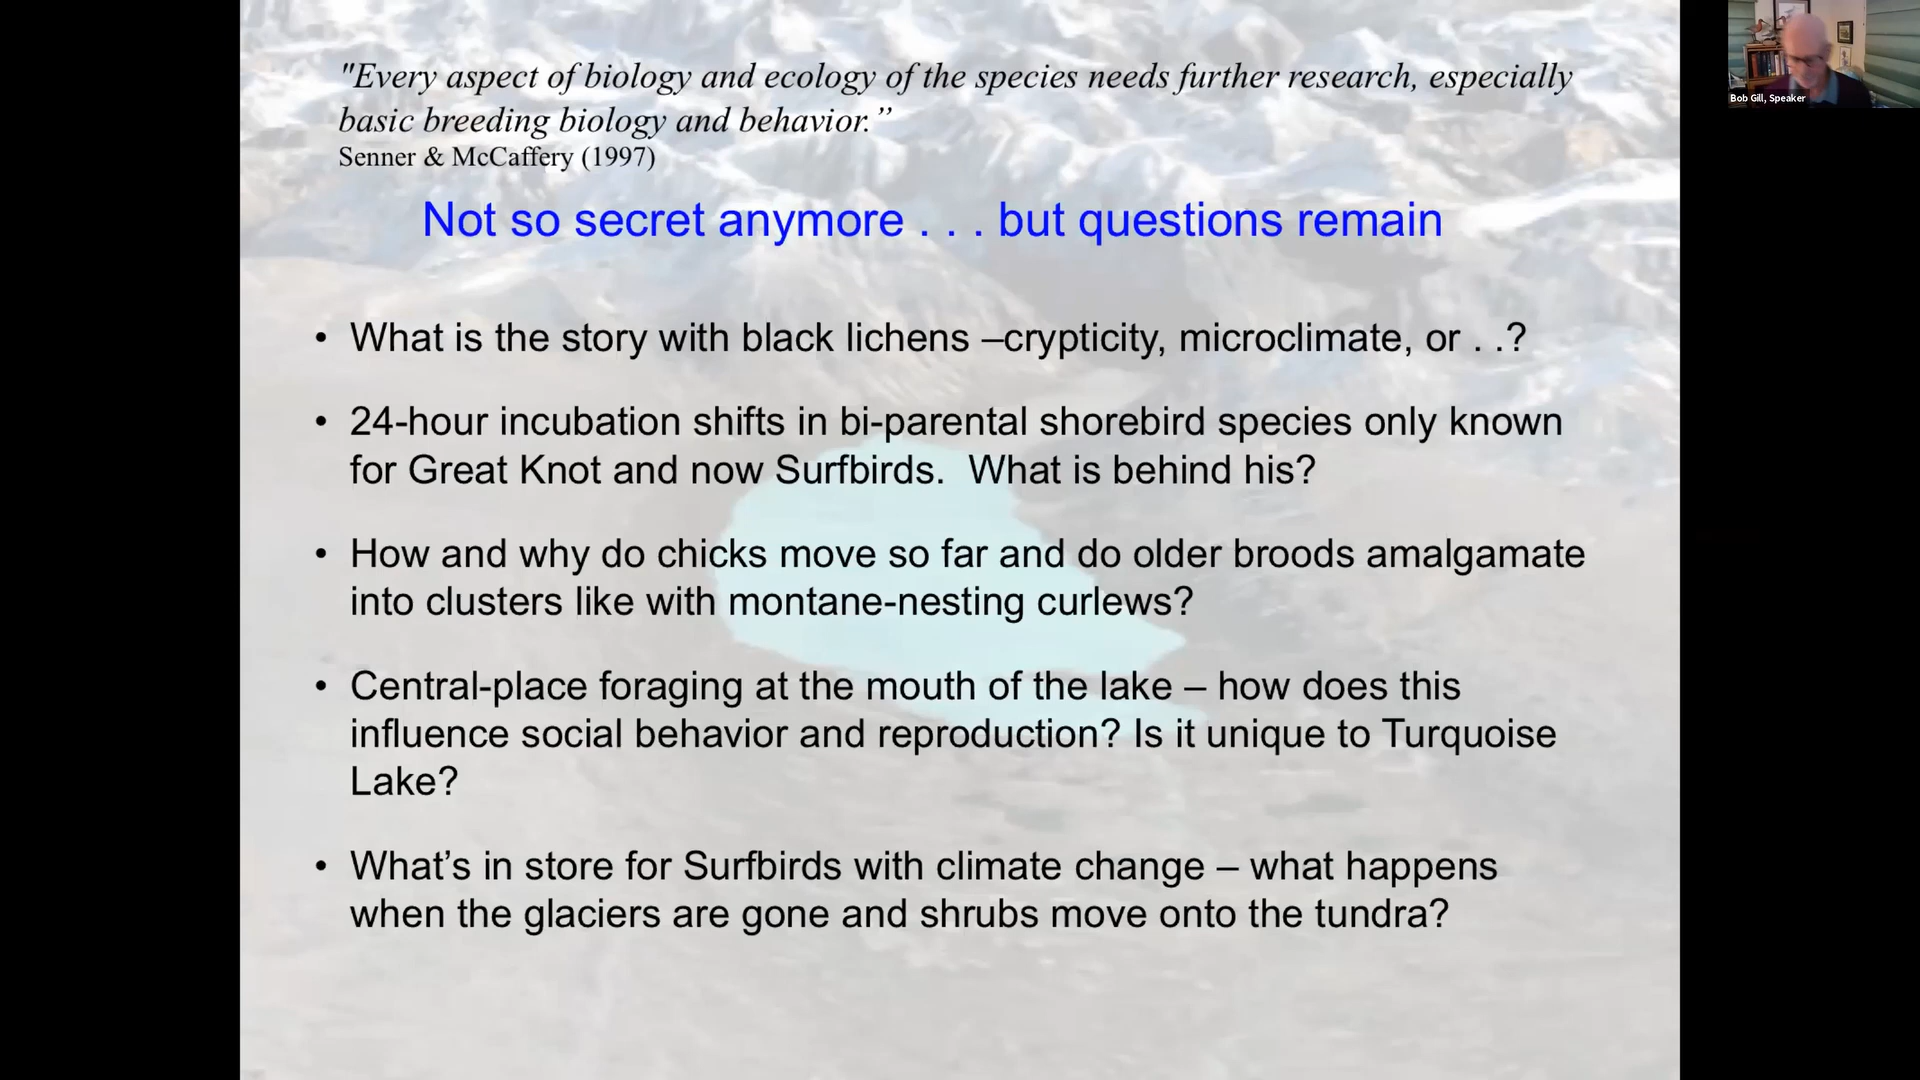 "Every aspect of biology and ecology of the species needs further research, especially
basic breeding biology and behavior.”
Senner & McCaffery (1997)
Not so secret anymore . . . but questions remain
• What is the story with black lichens –crypticity, microclimate, or . .?
• 24-hour incubation shifts in bi-parental shorebird species only known
for Great Knot and now Surfbirds.  What is behind his?
• How and why do chicks move so far and do older broods amalgamate
into clusters like with montane-nesting curlews?
• Central-place foraging at the mouth of the lake – how does this
influence social behavior and reproduction? Is it unique to Turquoise
Lake?
• What’s in store for Surfbirds with climate change – what happens
when the glaciers are gone and shrubs move onto the tundra?
Bob Gill, Speaker